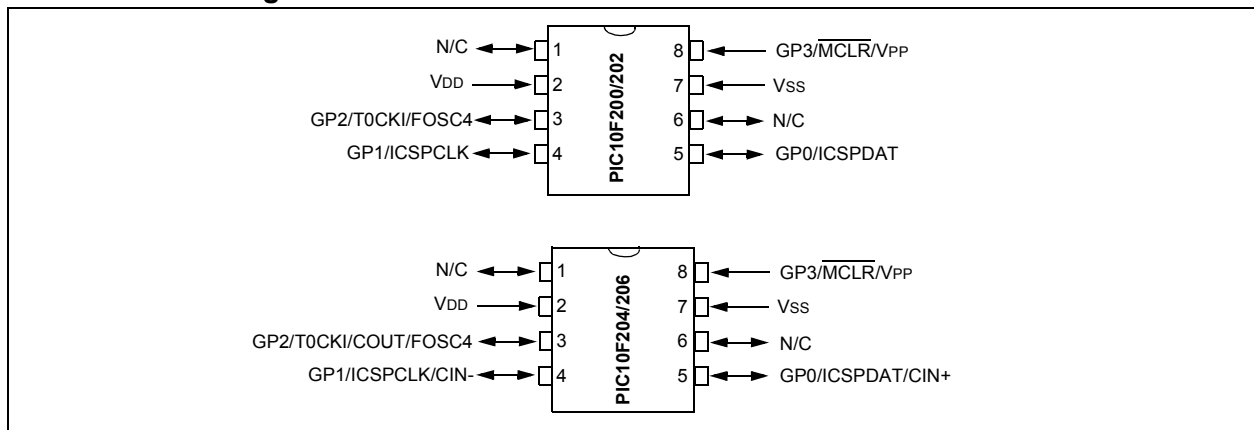 N/C 1 8 GP3/MCLR/VPP
VDD 2 7 VSS
GP2/T0CKI/FOSC4 3 6 N/C
GP1/ICSPCLK 4 5 GP0/ICSPDAT
PIC10F200/202
N/C 1 8 GP3/MCLR/VPP
VDD 2 7 VSS
GP2/T0CKI/COUT/FOSC4 3 6 N/C
GP1/ICSPCLK/CIN- 4 5 GP0/ICSPDAT/CIN+
PIC10F204/206